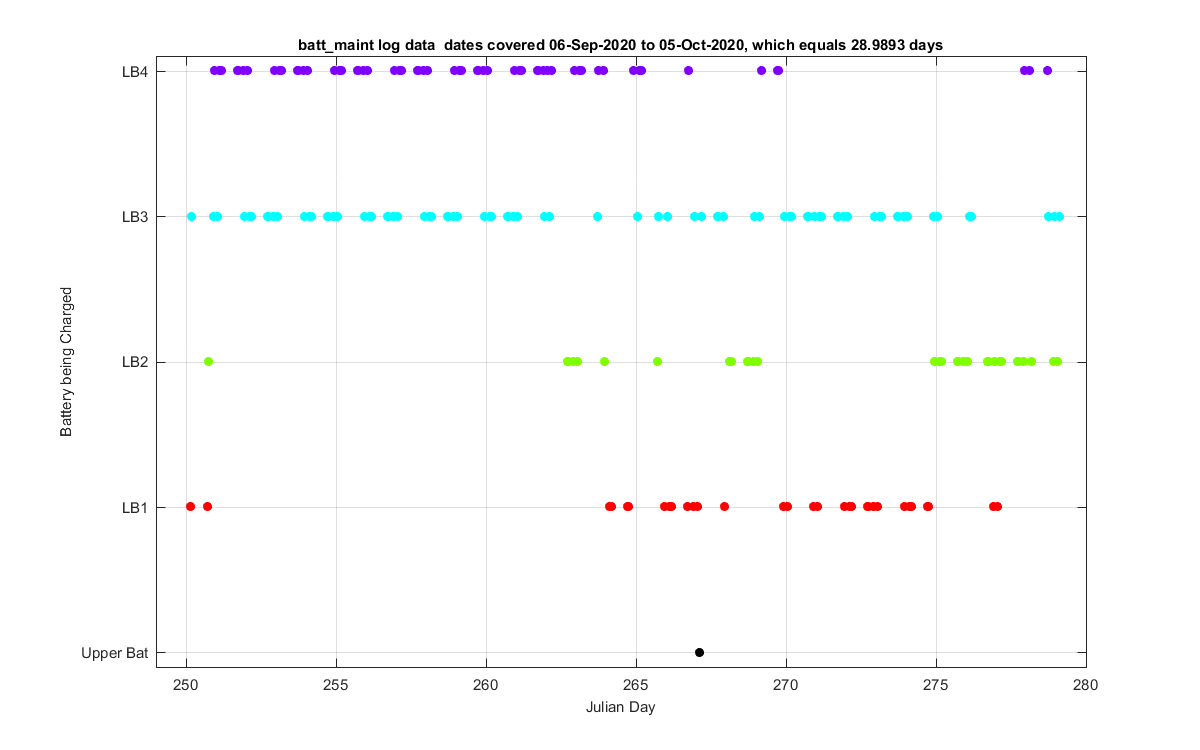 batt_maint log data  dates covered 06-Sep-2020 to 05-Oct-2020, which equals 28.9893 days
LB4
LB3
LB2
LB1
Upper Bat
Battery being Charged
250 255 260 265 270 275 280
Julian Day